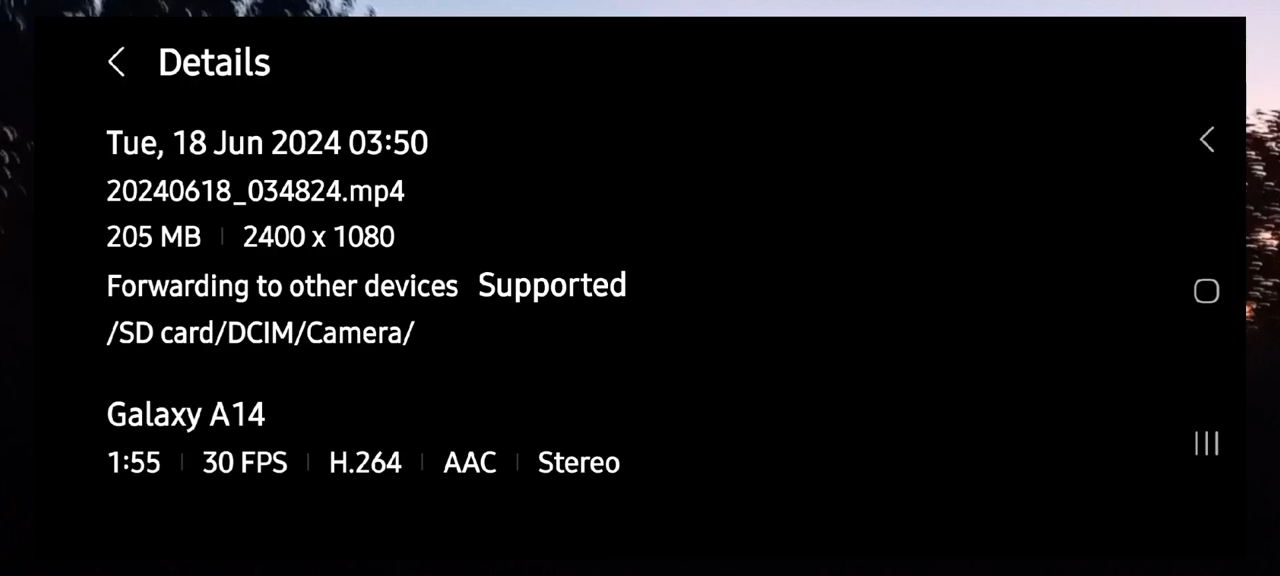 Details
Tue, 18 Jun 2024 03:50
20240618_034824.mp4
205 MB | 2400 x 1080
Forwarding to other devices Supported
/SD card/DCIM/Camera/
Galaxy A14
1:55 | 30 FPS | H.264 | AAC | Stereo